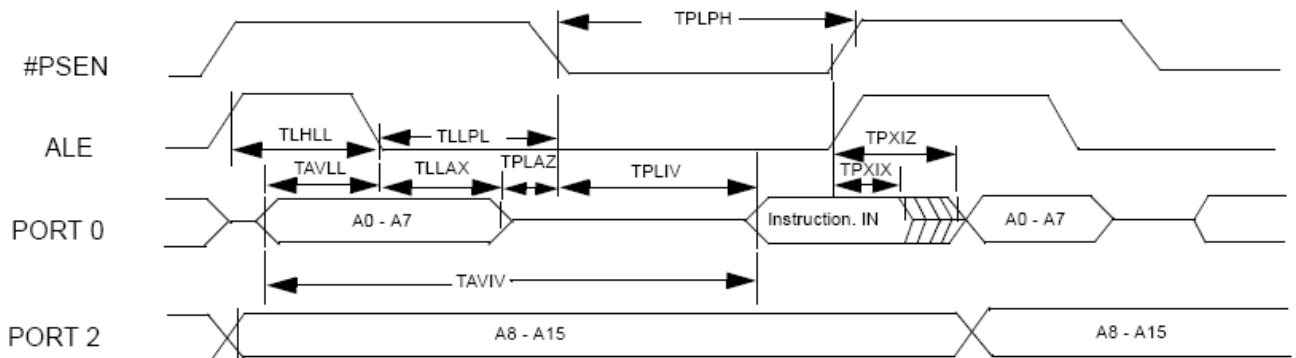 TPLPH
#PSEN
TLHLL
TLLPL
TPXIZ
ALE
TAVLL
TLLAX
TPLAZ
TPLIV
TPXIX
PORT 0
A0 - A7
Instruction. IN
A0 - A7
TAVIV
PORT 2
A8 - A15
A8 - A15